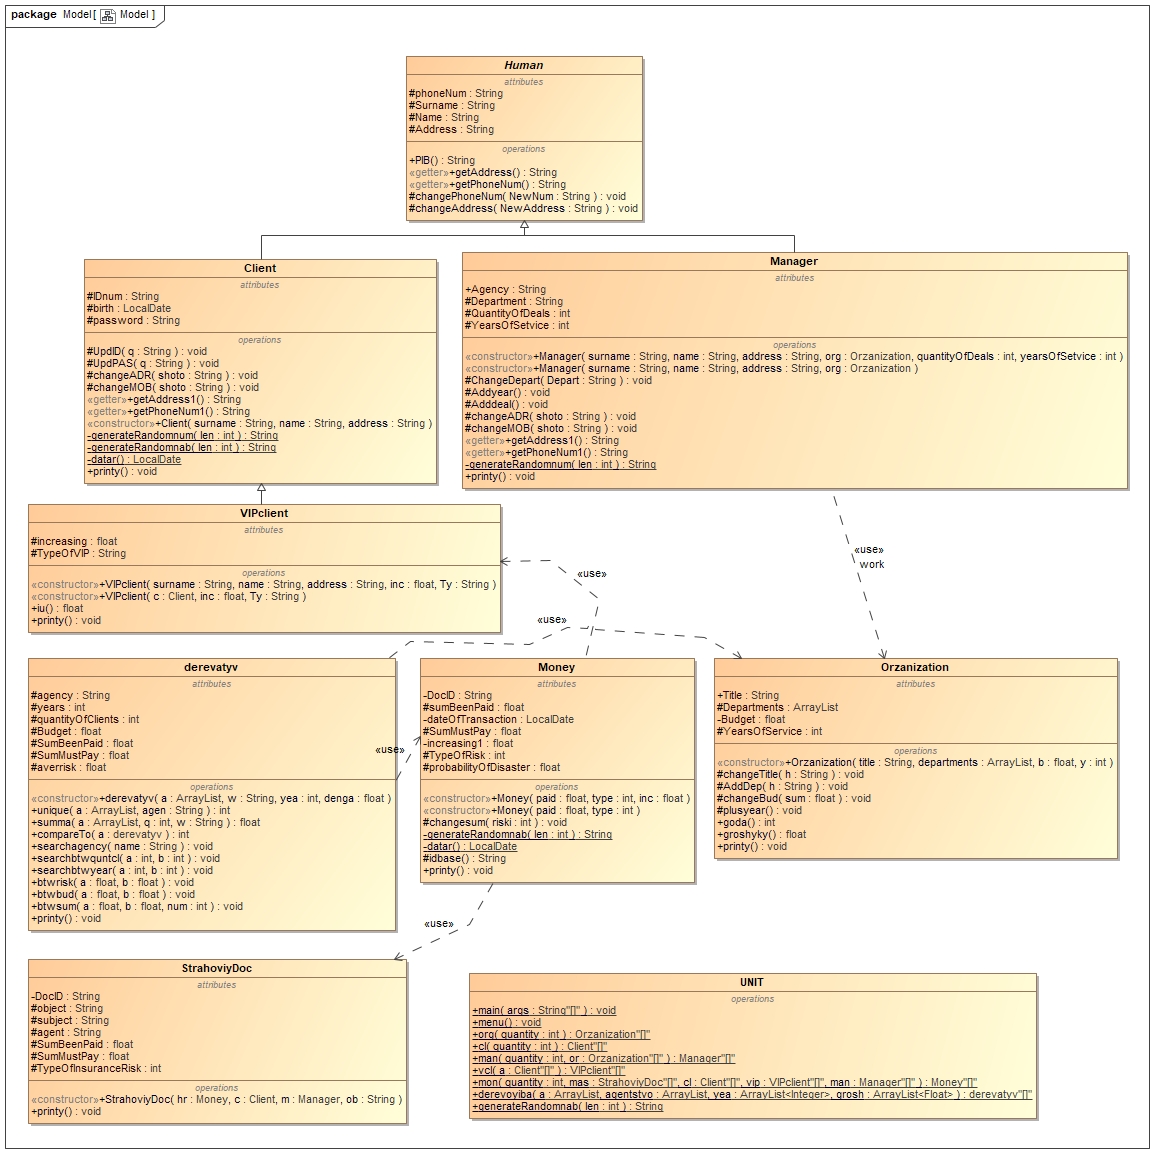 package Model[ Model ]
Human
attributes
#phoneNum : String
#Surname : String
#Name : String
#Address : String
operations
+PIB() : String
«getter»+getAddress() : String
«getter»+getPhoneNum() : String
#changePhoneNum( NewNum : String ) : void
#changeAddress( NewAddress : String ) : void
Client
attributes
#IDnum : String
#birth : LocalDate
#password : String
operations
#UpdID( q : String ) : void
#UpdPAS( q : String ) : void
#changeADR( shoto : String ) : void
#changeMOB( shoto : String ) : void
«getter»+getAddress1() : String
«getter»+getPhoneNum1() : String
«constructor»+Client( surname : String, name : String, address : String )
-generateRandomnum( len : int ) : String
-generateRandomnab( len : int ) : String
-datar() : LocalDate
+printy() : void
Manager
attributes
+Agency : String
#Department : String
#QuantityOfDeals : int
#YearsOfSetvice : int
operations
«constructor»+Manager( surname : String, name : String, address : String, org : Orzanization, quantityOfDeals : int, yearsOfSetvice : int )
«constructor»+Manager( surname : String, name : String, address : String, org : Orzanization )
#ChangeDepart( Depart : String ) : void
#Addyear() : void
#Adddeal() : void
#changeADR( shoto : String ) : void
#changeMOB( shoto : String ) : void
«getter»+getAddress1() : String
«getter»+getPhoneNum1() : String
-generateRandomnum( len : int ) : String
+printy() : void
VIPclient
attributes
#increasing : float
#TypeOfVIP : String
operations
«constructor»+VIPclient( surname : String, name : String, address : String, inc : float, Ty : String )
«constructor»+VIPclient( c : Client, inc : float, Ty : String )
+iu() : float
+printy() : void
«use»
work
«use»
«use»
derevatyv
attributes
#agency : String
#years : int
#quantityOfClients : int
#Budget : float
#SumBeenPaid : float
#SumMustPay : float
#averrisk : float
operations
«constructor»+derevatyv( a : ArrayList, w : String, yea : int, denga : float )
+unique( a : ArrayList, agen : String ) : int
+summa( a : ArrayList, q : int, w : String ) : float
+compareTo( a : derevatyv ) : int
+searchagency( name : String ) : void
+searchbtwquntcl( a : int, b : int ) : void
+searchbtwyear( a : int, b : int ) : void
+btwrisk( a : float, b : float ) : void
+btwbud( a : float, b : float ) : void
+btwsum( a : float, b : float, num : int ) : void
+printy() : void
«use»
Money
attributes
-DocID : String
#sumBeenPaid : float
-dateOfTransaction : LocalDate
#SumMustPay : float
-increasing1 : float
#TypeOfRisk : int
#probabilityOfDisaster : float
operations
«constructor»+Money( paid : float, type : int, inc : float )
«constructor»+Money( paid : float, type : int )
#changesum( riski : int ) : void
-generateRandomnab( len : int ) : String
-datar() : LocalDate
#idbase() : String
+printy() : void
Orzanization
attributes
+Title : String
#Departments : ArrayList
-Budget : float
#YearsOfService : int
operations
«constructor»+Orzanization( title : String, departments : ArrayList, b : float, y : int )
#changeTitle( h : String ) : void
#AddDep( h : String ) : void
#changeBud( sum : float ) : void
#plusyear() : void
+goda() : int
+groshyky() : float
+printy() : void
«use»
StrahoviyDoc
attributes
-DocID : String
#object : String
#subject : String
#agent : String
#SumBeenPaid : float
#SumMustPay : float
#TypeOfInsuranceRisk : int
operations
«constructor»+StrahoviyDoc( hr : Money, c : Client, m : Manager, ob : String )
+printy() : void
UNIT
operations
+main( args : String"[]" ) : void
+menu() : void
+org( quantity : int ) : Orzanization"[]"
+cl( quantity : int ) : Client"[]"
+man( quantity : int, or : Orzanization"[]" ) : Manager"[]"
+vcl( a : Client"[]" ) : VIPclient"[]"
+mon( quantity : int, mas : StrahoviyDoc"[]", cl : Client"[]", vip : VIPclient"[]", man : Manager"[]" ) : Money"[]"
+derevoyiba( a : ArrayList, agentstvo : ArrayList, yea : ArrayList<Integer>, grosh : ArrayList<Float> ) : derevatyv"[]"
+generateRandomnab( len : int ) : String